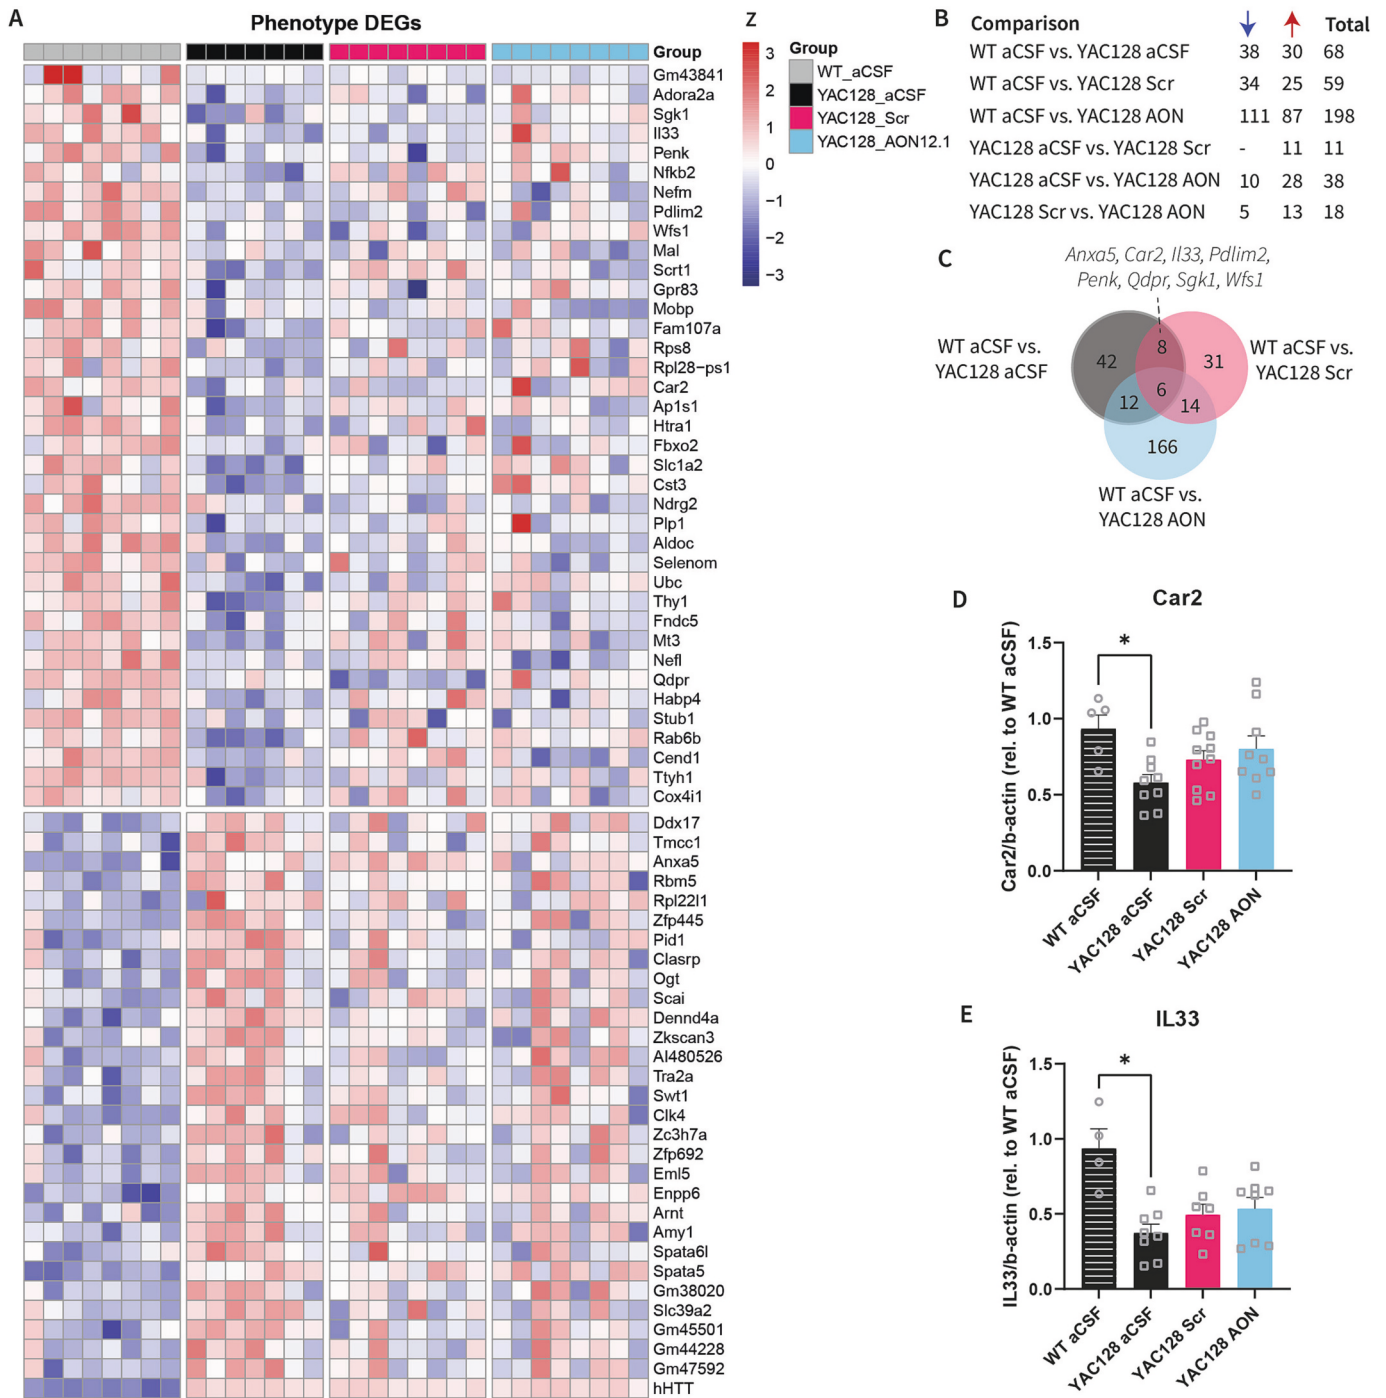 A
Phenotype DEGs
Group
Gm43841
Adora2a
Sgk1
Il33
Penk
Nfkb2
Nefm
Pdlim2
Wfs1
Mal
Scrt1
Gpr83
Mobp
Fam107a
Rps8
Rpl28−ps1
Car2
Ap1s1
Htra1
Fbxo2
Slc1a2
Cst3
Ndrg2
Plp1
Aldoc
Selenom
Ubc
Thy1
Fndc5
Mt3
Nefl
Qdpr
Habp4
Stub1
Rab6b
Cend1
Ttyh1
Cox4i1
Ddx17
Tmcc1
Anxa5
Rbm5
Rpl22l1
Zfp445
Pid1
Clasrp
Ogt
Scai
Dennd4a
Zkscan3
AI480526
Tra2a
Swt1
Clk4
Zc3h7a
Zfp692
Eml5
Enpp6
Arnt
Amy1
Spata6l
Spata5
Gm38020
Slc39a2
Gm45501
Gm44228
Gm47592
hHTT
Z
3
2
1
0
−1
−2
−3
Group
WT_aCSF
YAC128_aCSF
YAC128_Scr
YAC128_AON12.1
B
Comparison ↓ ↑ Total
WT aCSF vs. YAC128 aCSF 38 30 68
WT aCSF vs. YAC128 Scr 34 25 59
WT aCSF vs. YAC128 AON 111 87 198
YAC128 aCSF vs. YAC128 Scr - 11 11
YAC128 aCSF vs. YAC128 AON 10 28 38
YAC128 Scr vs. YAC128 AON 5 13 18
C
Anxa5, Car2, Il33, Pdlim2,
Penk, Qdpr, Sgk1, Wfs1
WT aCSF vs.
YAC128 aCSF
42
8
31
WT aCSF vs.
YAC128 Scr
12
6
14
166
WT aCSF vs.
YAC128 AON
D
Car2
Car2/b-actin (rel. to WT aCSF)
1.5
1.0
0.5
0.0
*
WT aCSF
YAC128 aCSF
YAC128 Scr
YAC128 AON
E
IL33
IL33/b-actin (rel. to WT aCSF)
1.5
1.0
0.5
0.0
*
WT aCSF
YAC128 aCSF
YAC128 Scr
YAC128 AON